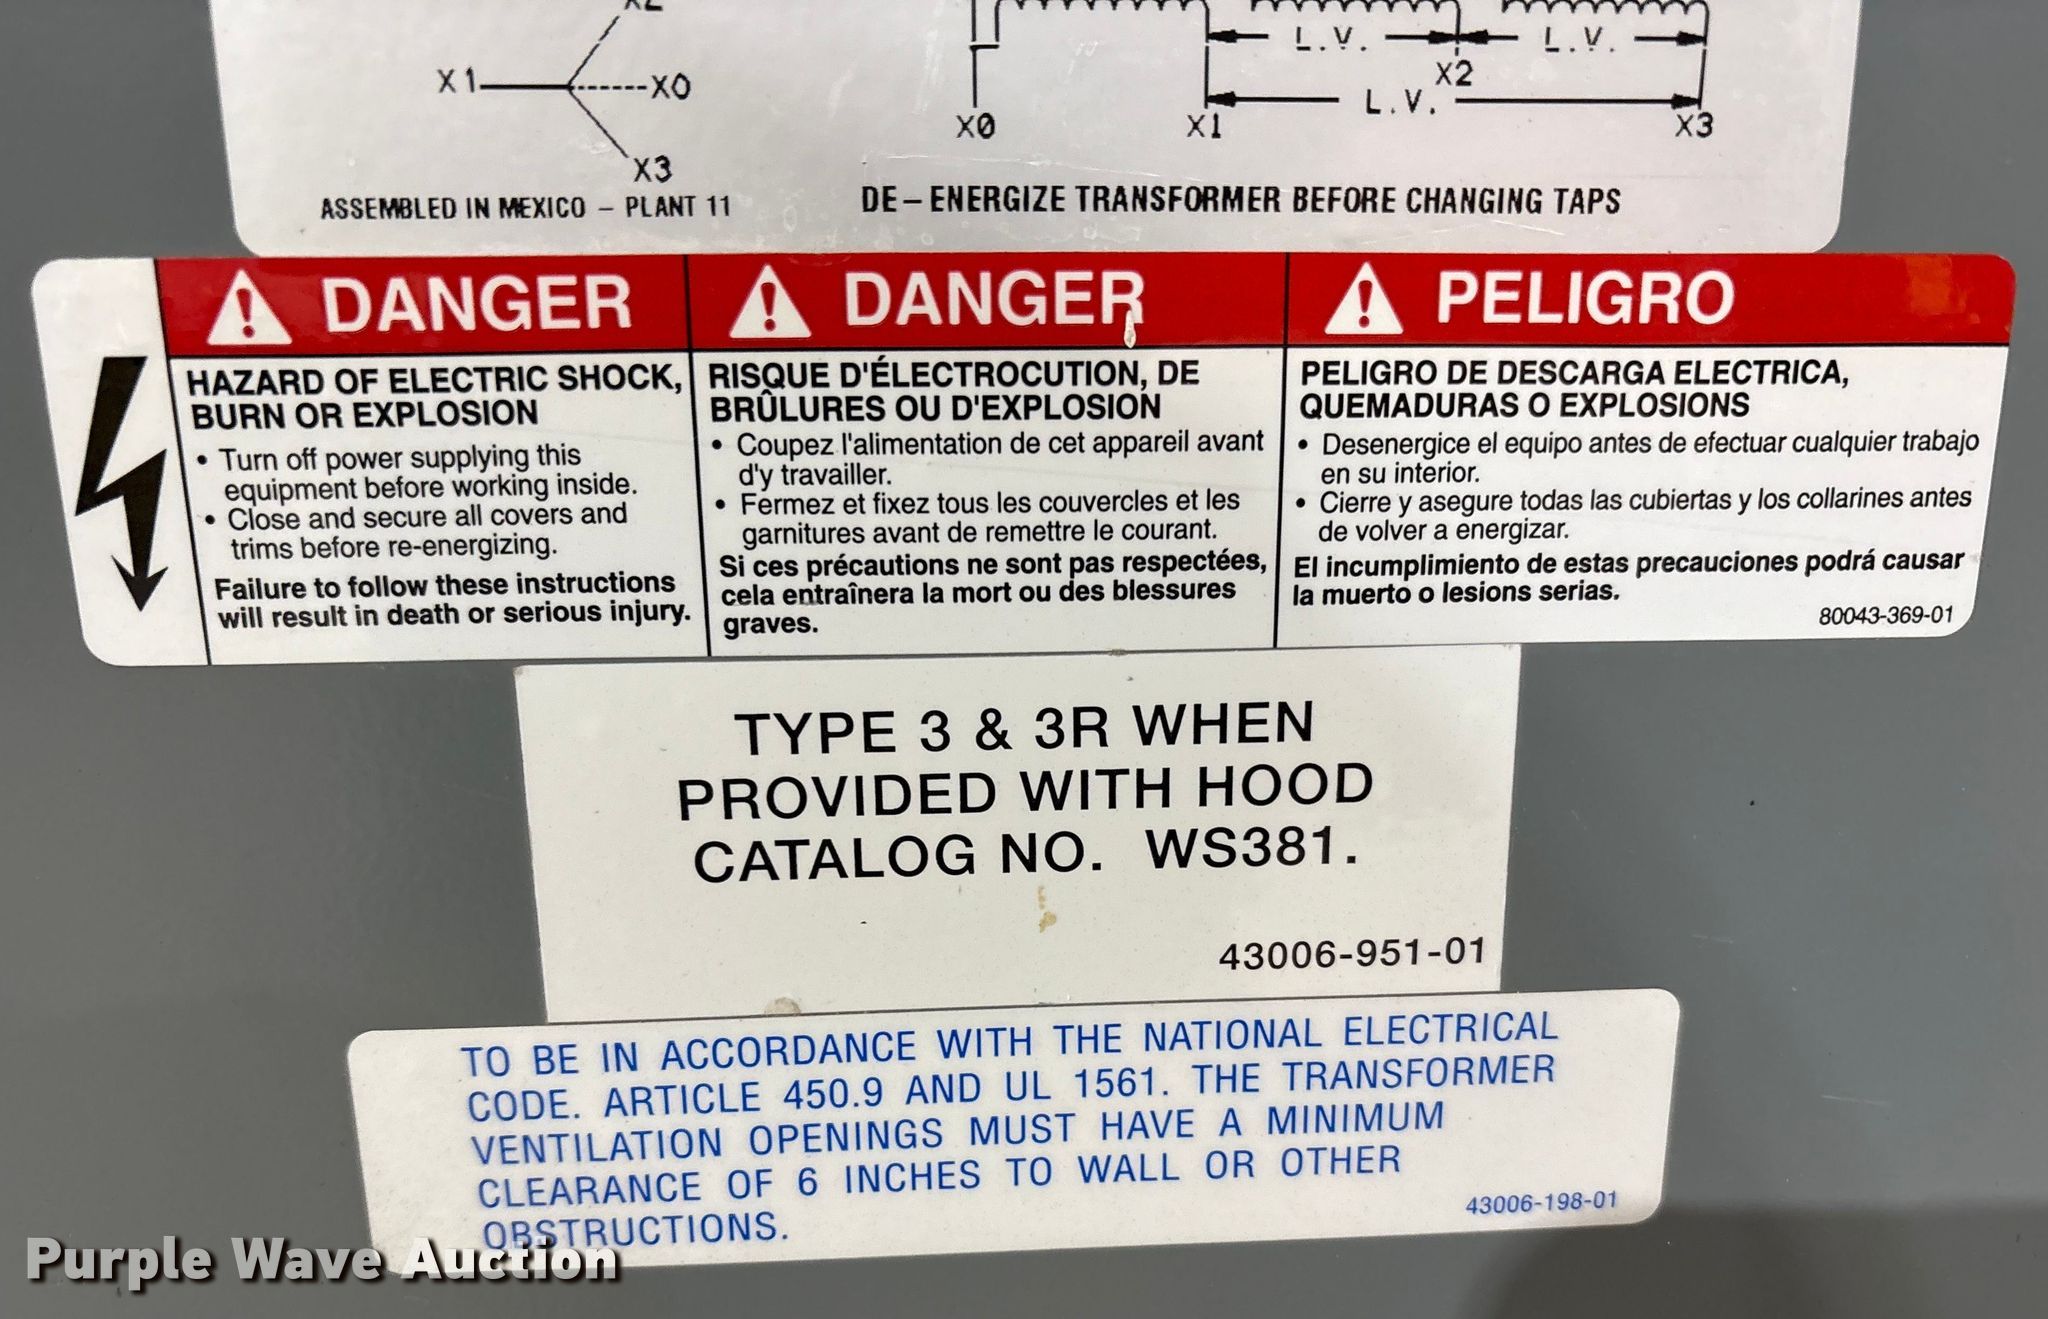 X2
X1
X0
X3
L.V.
L.V.
X2
L.V.
X0
X1
X3
ASSEMBLED IN MEXICO – PLANT 11
DE–ENERGIZE TRANSFORMER BEFORE CHANGING TAPS
DANGER
HAZARD OF ELECTRIC SHOCK,
BURN OR EXPLOSION
• Turn off power supplying this
equipment before working inside.
• Close and secure all covers and
trims before re-energizing.
Failure to follow these instructions
will result in death or serious injury.
DANGER
RISQUE D'ÉLECTROCUTION, DE
BRÛLURES OU D'EXPLOSION
• Coupez l'alimentation de cet appareil avant
d'y travailler.
• Fermez et fixez tous les couvercles et les
garnitures avant de remettre le courant.
Si ces précautions ne sont pas respectées,
cela entraînera la mort ou des blessures
graves.
PELIGRO
PELIGRO DE DESCARGA ELECTRICA,
QUEMADURAS O EXPLOSIONS
• Desenergice el equipo antes de efectuar cualquier trabajo
en su interior.
• Cierre y asegure todas las cubiertas y los collarines antes
de volver a energizar.
El incumplimiento de estas precauciones podrá causar
la muerto o lesions serias.
80043-369-01
TYPE 3 & 3R WHEN
PROVIDED WITH HOOD
CATALOG NO. WS381.
43006-951-01
TO BE IN ACCORDANCE WITH THE NATIONAL ELECTRICAL
CODE. ARTICLE 450.9 AND UL 1561. THE TRANSFORMER
VENTILATION OPENINGS MUST HAVE A MINIMUM
CLEARANCE OF 6 INCHES TO WALL OR OTHER
OBSTRUCTIONS.
43006-198-01
Purple Wave Auction